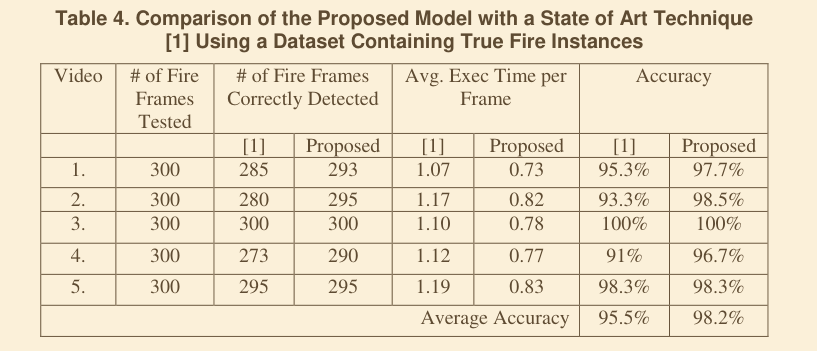 Table 4. Comparison of the Proposed Model with a State of Art Technique
[1] Using a Dataset Containing True Fire Instances
Video # of Fire Frames Tested # of Fire Frames Correctly Detected Avg. Exec Time per Frame Accuracy
[1] Proposed [1] Proposed [1] Proposed
1. 300 285 293 1.07 0.73 95.3% 97.7%
2. 300 280 295 1.17 0.82 93.3% 98.5%
3. 300 300 300 1.10 0.78 100% 100%
4. 300 273 290 1.12 0.77 91% 96.7%
5. 300 295 295 1.19 0.83 98.3% 98.3%
Average Accuracy 95.5% 98.2%